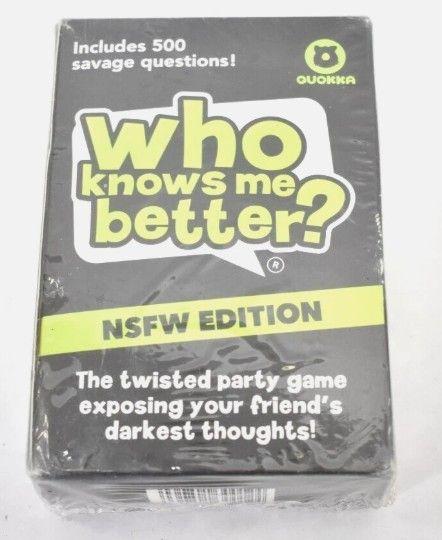 Includes 500
savage questions!
QUOKKA
who
knows me
better?
®
NSFW EDITION
The twisted party game
exposing your friend's
darkest thoughts!